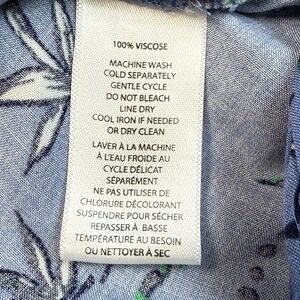 100% VISCOSE
MACHINE WASH
COLD SEPARATELY
GENTLE CYCLE
DO NOT BLEACH
LINE DRY
COOL IRON IF NEEDED
OR DRY CLEAN
LAVER À LA MACHINE
À L'EAU FROIDE AU
CYCLE DÉLICAT
SÉPARÉMENT
NE PAS UTILISER DE
CHLORURE DÉCOLORANT
SUSPENDRE POUR SÉCHER
REPASSER À BASSE
TEMPÉRATURE AU BESOIN
OU NETTOYER À SEC